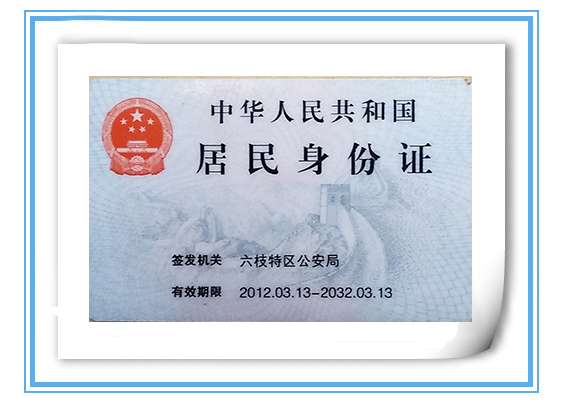 中华人民共和国
居民身份证
签发机关 六枝特区公安局
有效期限 2012.03.13-2032.03.13